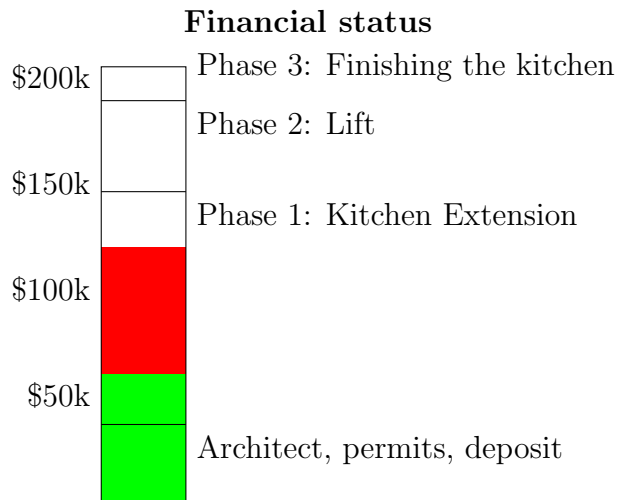 Financial status
$200k
Phase 3: Finishing the kitchen
Phase 2: Lift
$150k
Phase 1: Kitchen Extension
$100k
$50k
Architect, permits, deposit